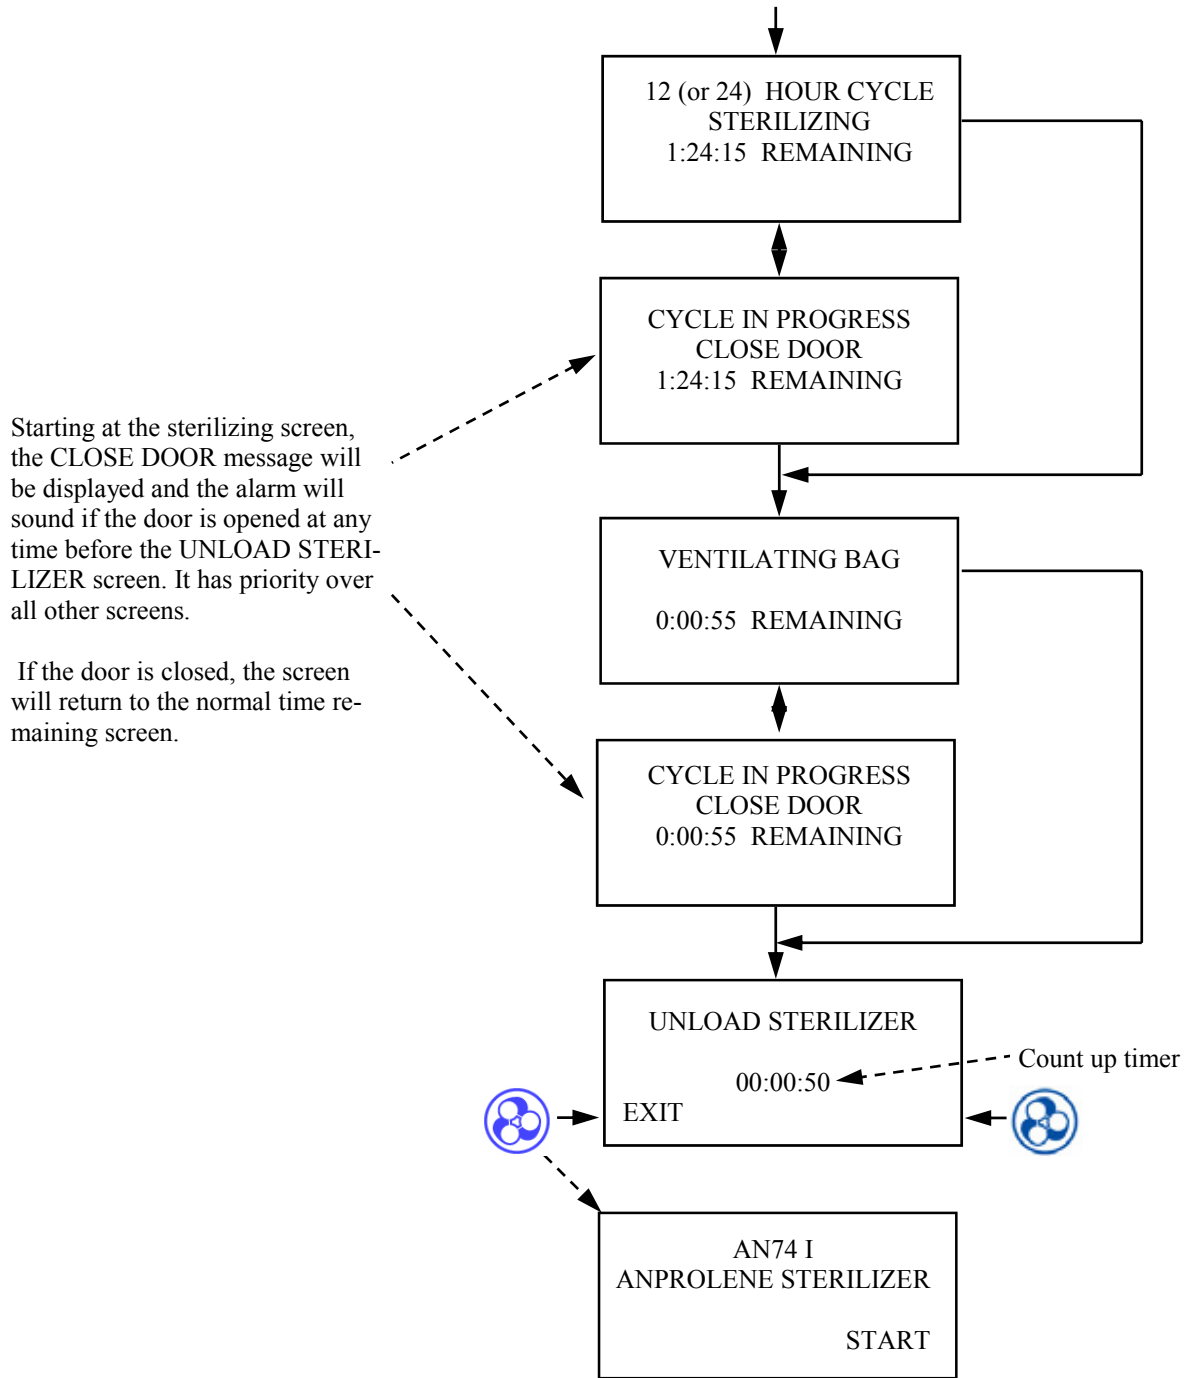 12 (or 24) HOUR CYCLE
STERILIZING
1:24:15 REMAINING
CYCLE IN PROGRESS
CLOSE DOOR
1:24:15 REMAINING
Starting at the sterilizing screen,
the CLOSE DOOR message will
be displayed and the alarm will
sound if the door is opened at any
time before the UNLOAD STERI-
LIZER screen. It has priority over
all other screens.
If the door is closed, the screen
will return to the normal time re-
maining screen.
VENTILATING BAG
0:00:55 REMAINING
CYCLE IN PROGRESS
CLOSE DOOR
0:00:55 REMAINING
UNLOAD STERILIZER
00:00:50
Count up timer
EXIT
AN74 I
ANPROLENE STERILIZER
START